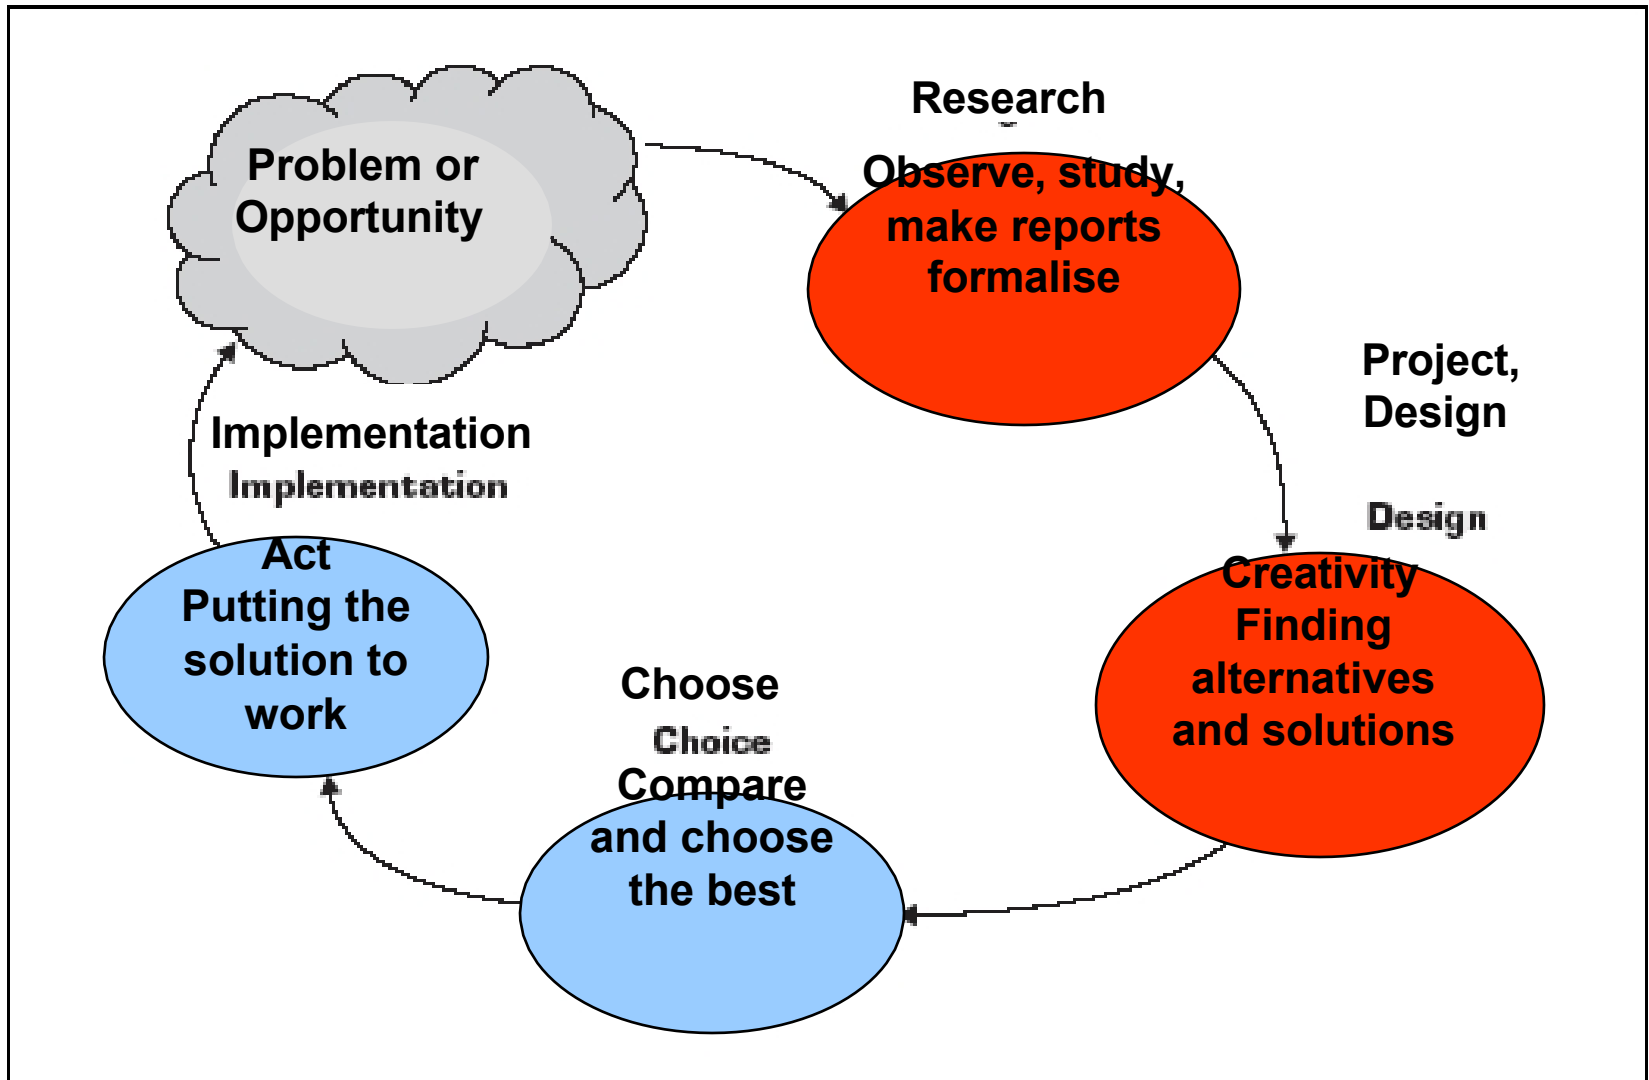 Problem or
Opportunity
Research
Observe, study,
make reports
formalise
Project,
Design
Design
Creativity
Finding
alternatives
and solutions
Choose
Choice
Compare
and choose
the best
Implementation
Implementation
Act
Putting the
solution to
work